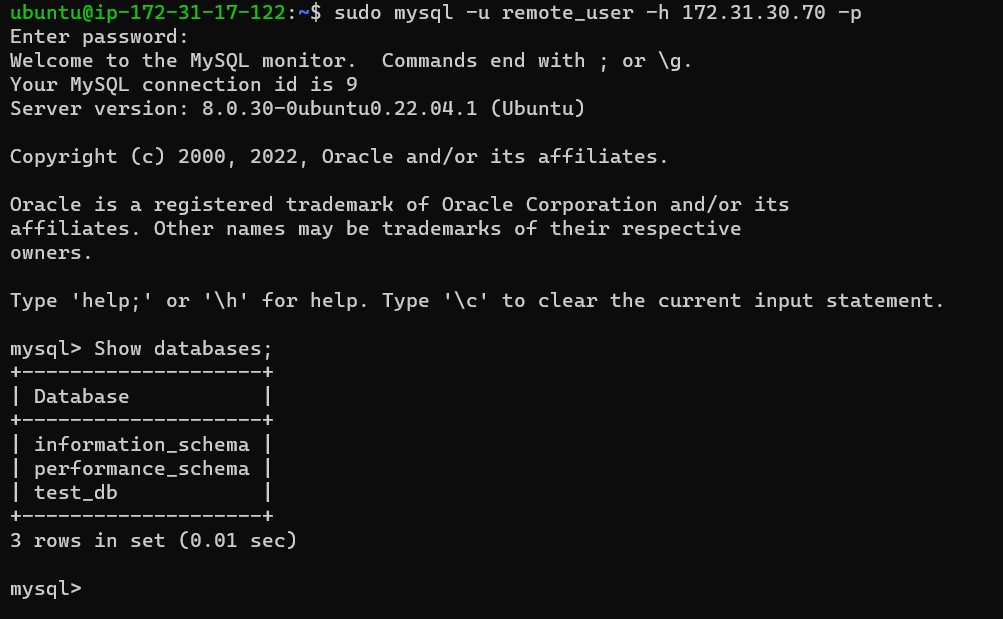 ubuntu@ip-172-31-17-122:~$ sudo mysql -u remote_user -h 172.31.30.70 -p
Enter password:
Welcome to the MySQL monitor.  Commands end with ; or \g.
Your MySQL connection id is 9
Server version: 8.0.30-0ubuntu0.22.04.1 (Ubuntu)

Copyright (c) 2000, 2022, Oracle and/or its affiliates.

Oracle is a registered trademark of Oracle Corporation and/or its
affiliates. Other names may be trademarks of their respective
owners.

Type 'help;' or '\h' for help. Type '\c' to clear the current input statement.

mysql> Show databases;
+--------------------+
| Database           |
+--------------------+
| information_schema |
| performance_schema |
| test_db            |
+--------------------+
3 rows in set (0.01 sec)

mysql>